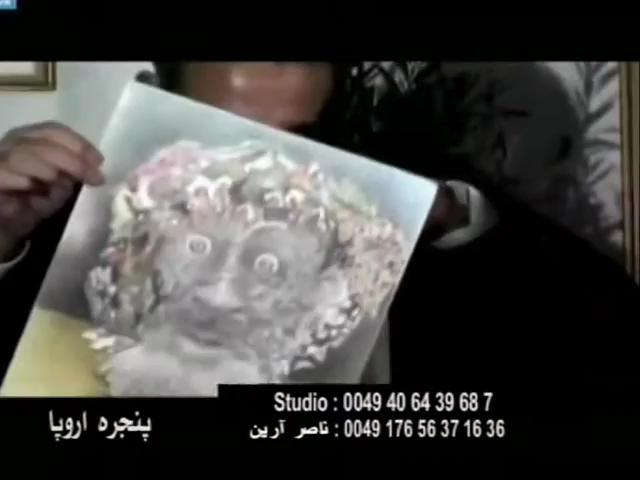 Studio : 0049 40 64 39 68 7
پنجره اروپا
ناصر آرین : 0049 176 56 37 16 36